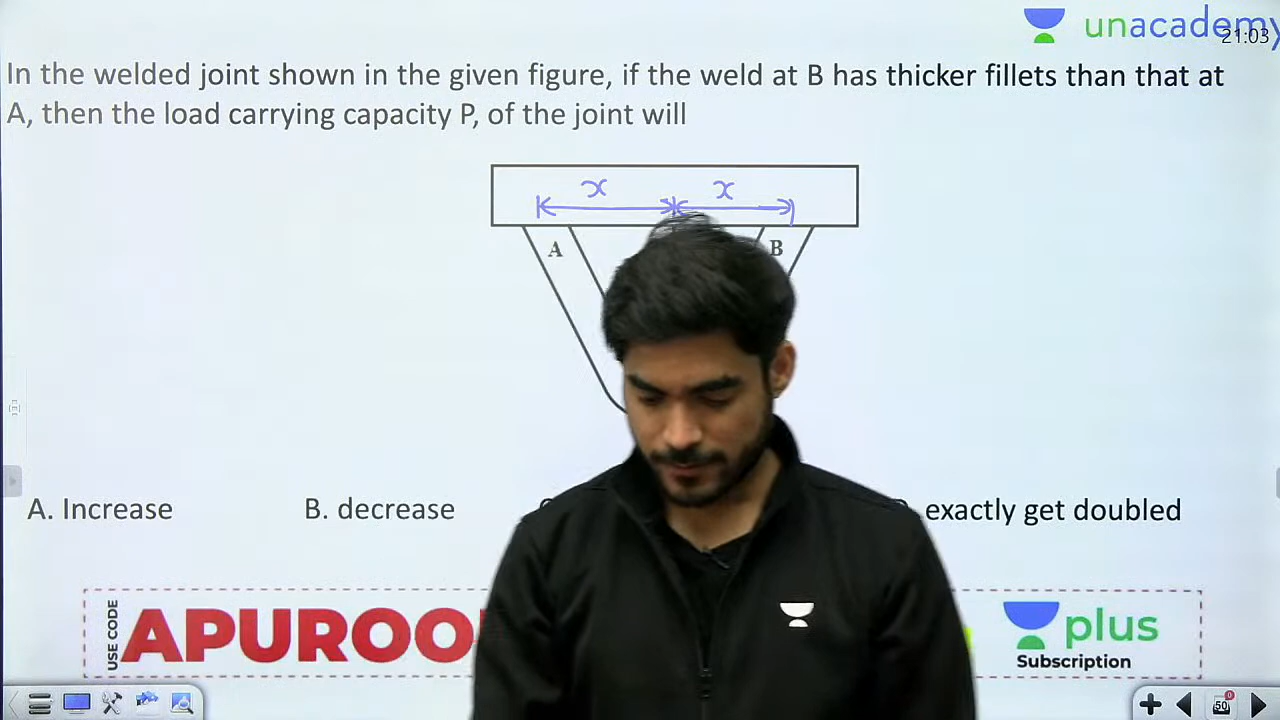 unacademy
21:03
In the welded joint shown in the given figure, if the weld at B has thicker fillets than that at
A, then the load carrying capacity P, of the joint will
x x
A B
A. Increase B. decrease exactly get doubled
USE CODE
plus
Subscription
50